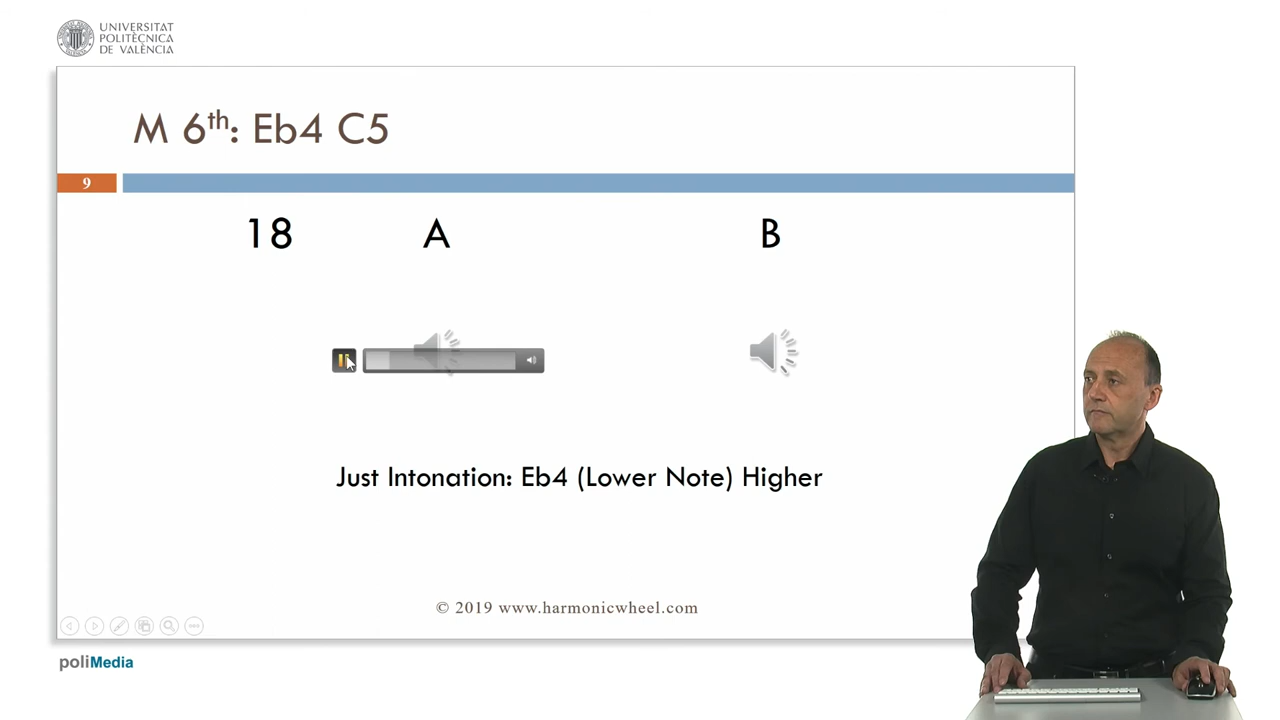 UNIVERSITAT
POLITÈCNICA
DE VALÈNCIA
M 6th: Eb4 C5
9
18 A B
Just Intonation: Eb4 (Lower Note) Higher
© 2019 www.harmonicwheel.com
poliMedia